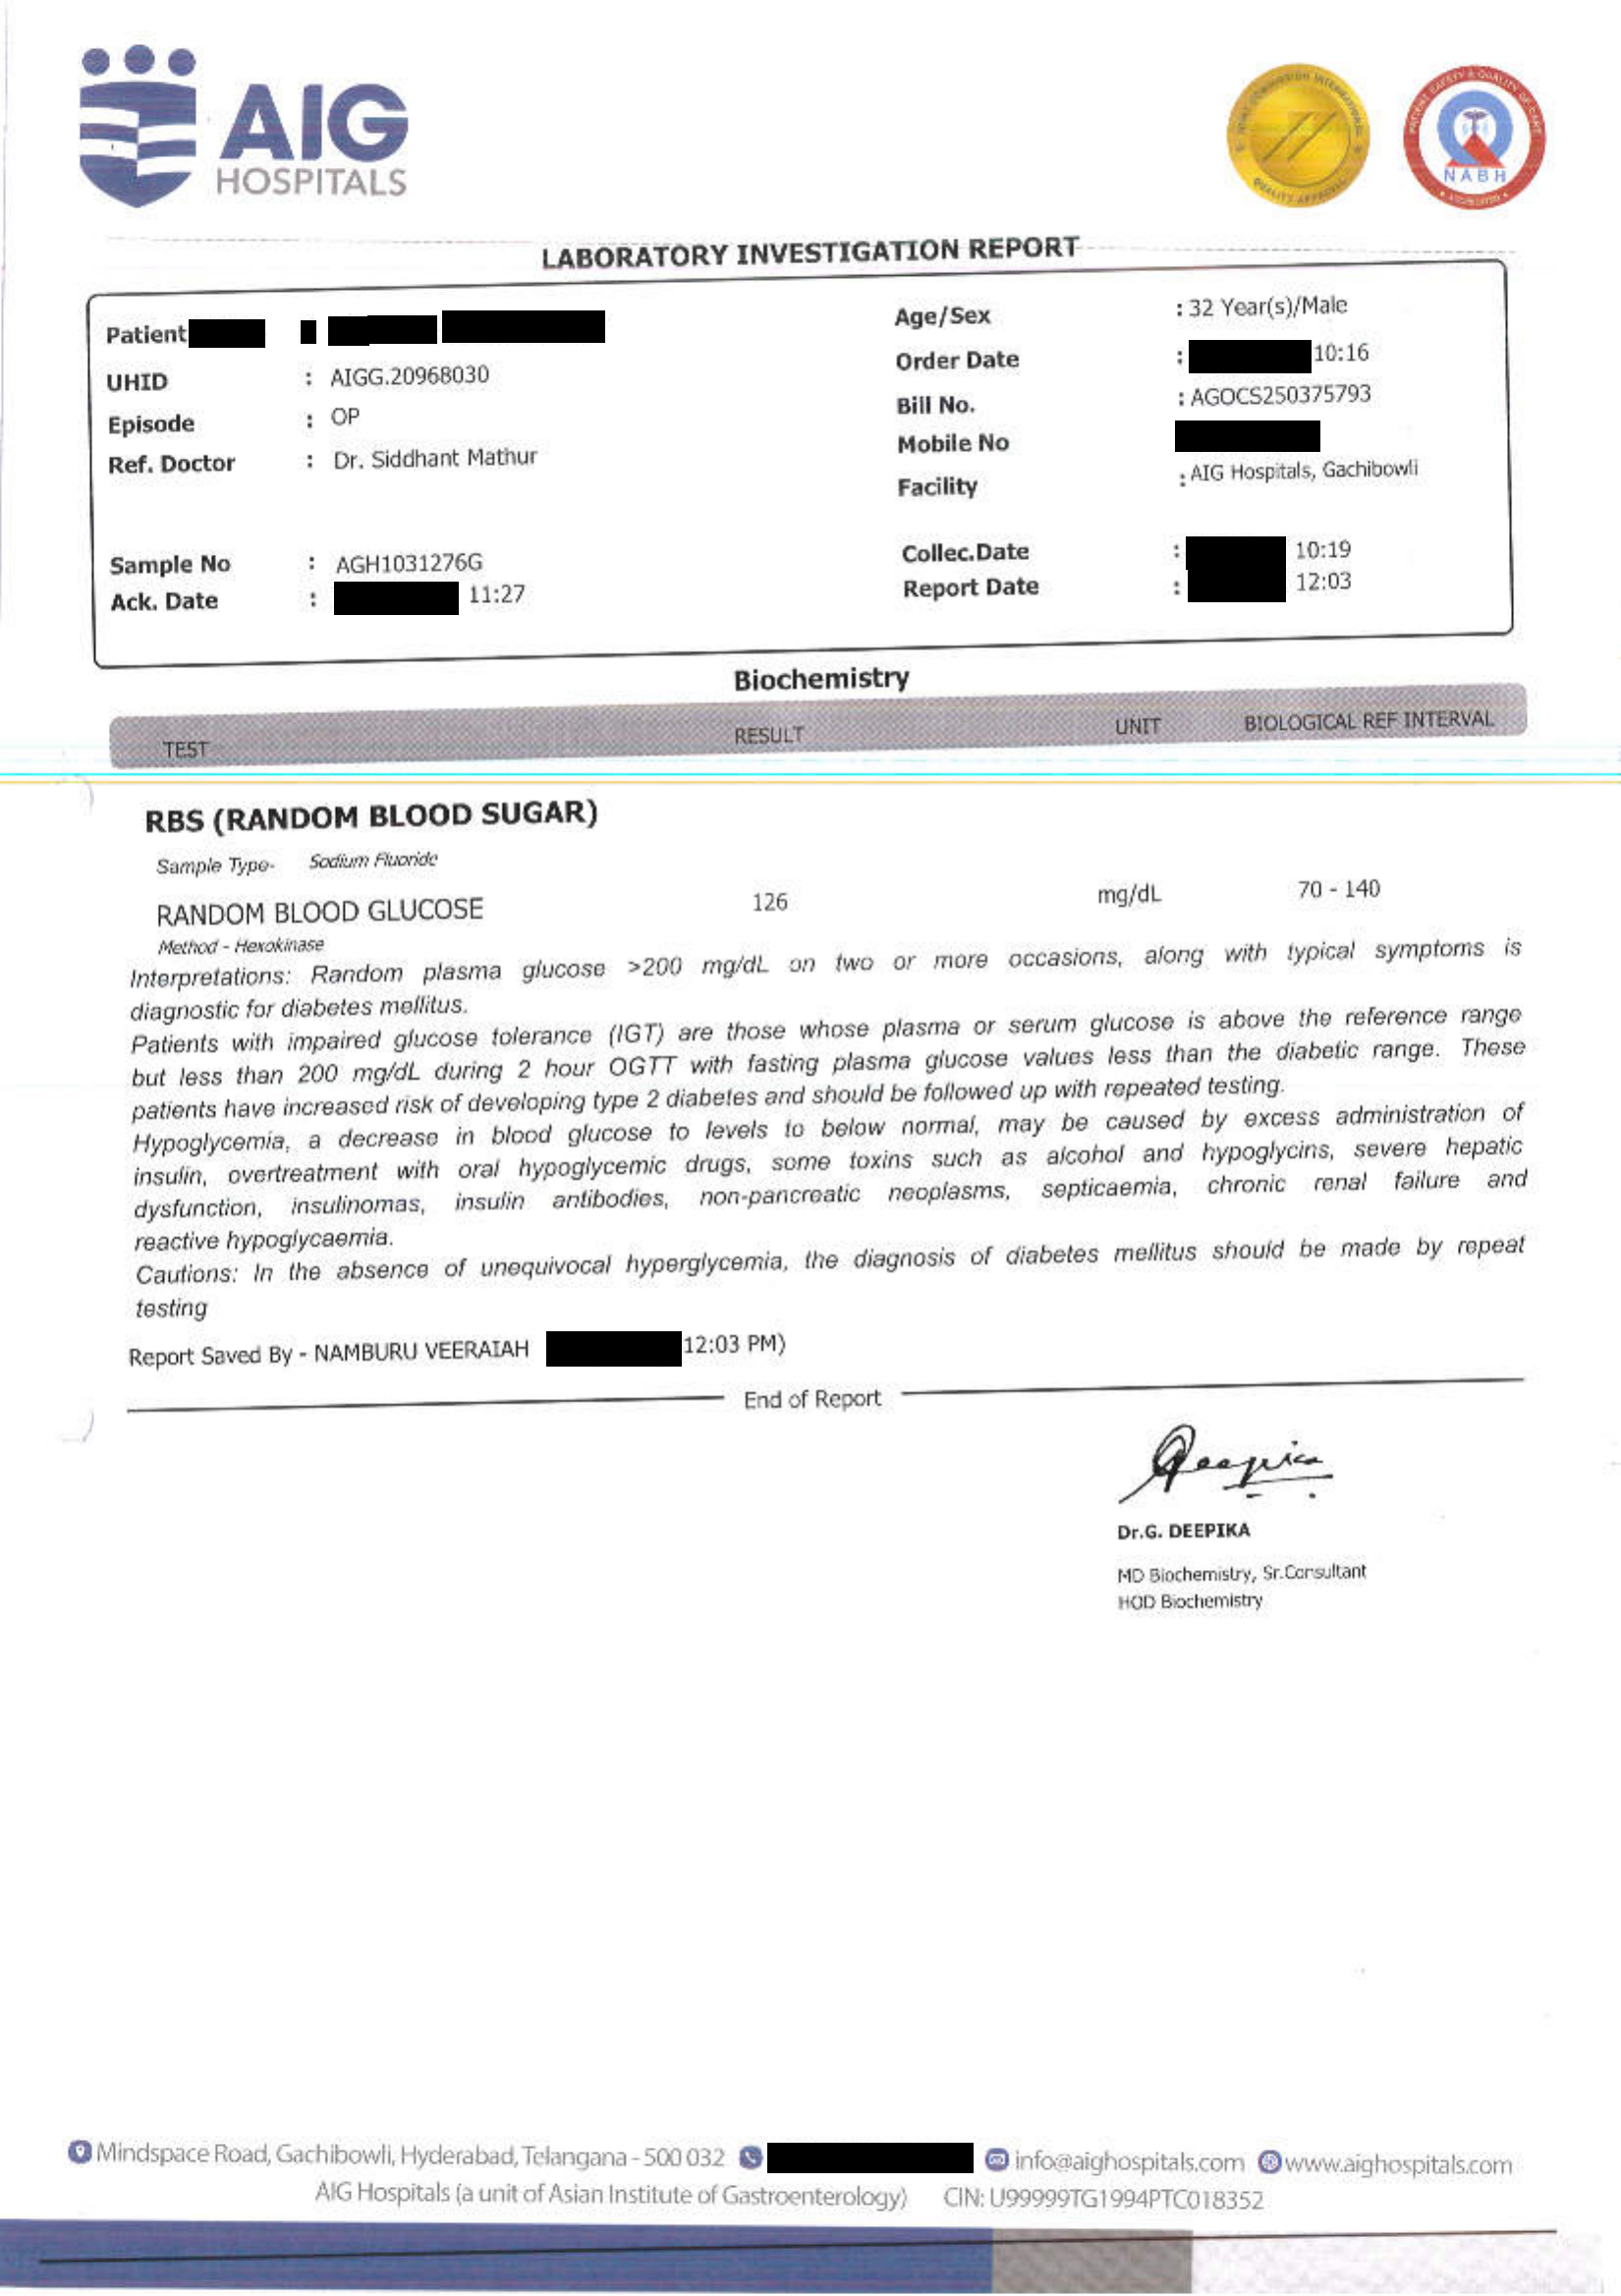 AIG
HOSPITALS
NABH
LABORATORY INVESTIGATION REPORT
Patient
UHID : AIGG.20968030
Episode : OP
Ref. Doctor : Dr. Siddhant Mathur
Sample No : AGH1031276G
Ack. Date : 11:27
Age/Sex : 32 Year(s)/Male
Order Date : 10:16
Bill No. : AGOCS250375793
Mobile No
Facility : AIG Hospitals, Gachibowli
Collec.Date : 10:19
Report Date : 12:03
Biochemistry
TEST RESULT UNIT BIOLOGICAL REF INTERVAL
RBS (RANDOM BLOOD SUGAR)
Sample Type- Sodium Fluoride
RANDOM BLOOD GLUCOSE 126 mg/dL 70 - 140
Method - Hexokinase
Interpretations: Random plasma glucose >200 mg/dL on two or more occasions, along with typical symptoms is
diagnostic for diabetes mellitus.
Patients with impaired glucose tolerance (IGT) are those whose plasma or serum glucose is above the reference range
but less than 200 mg/dL during 2 hour OGTT with fasting plasma glucose values less than the diabetic range. These
patients have increased risk of developing type 2 diabetes and should be followed up with repeated testing.
Hypoglycemia, a decrease in blood glucose to levels to below normal, may be caused by excess administration of
insulin, overtreatment with oral hypoglycemic drugs, some toxins such as alcohol and hypoglycins, severe hepatic
dysfunction, insulinomas, insulin antibodies, non-pancreatic neoplasms, septicaemia, chronic renal failure and
reactive hypoglycaemia.
Cautions: In the absence of unequivocal hyperglycemia, the diagnosis of diabetes mellitus should be made by repeat
testing
Report Saved By - NAMBURU VEERAIAH 12:03 PM)
End of Report
Deepika
Dr.G. DEEPIKA
MD Biochemistry, Sr.Consultant
HOD Biochemistry
Mindspace Road, Gachibowli, Hyderabad, Telangana - 500 032 info@aighospitals.com www.aighospitals.com
AIG Hospitals (a unit of Asian Institute of Gastroenterology) CIN: U99999TG1994PTC018352